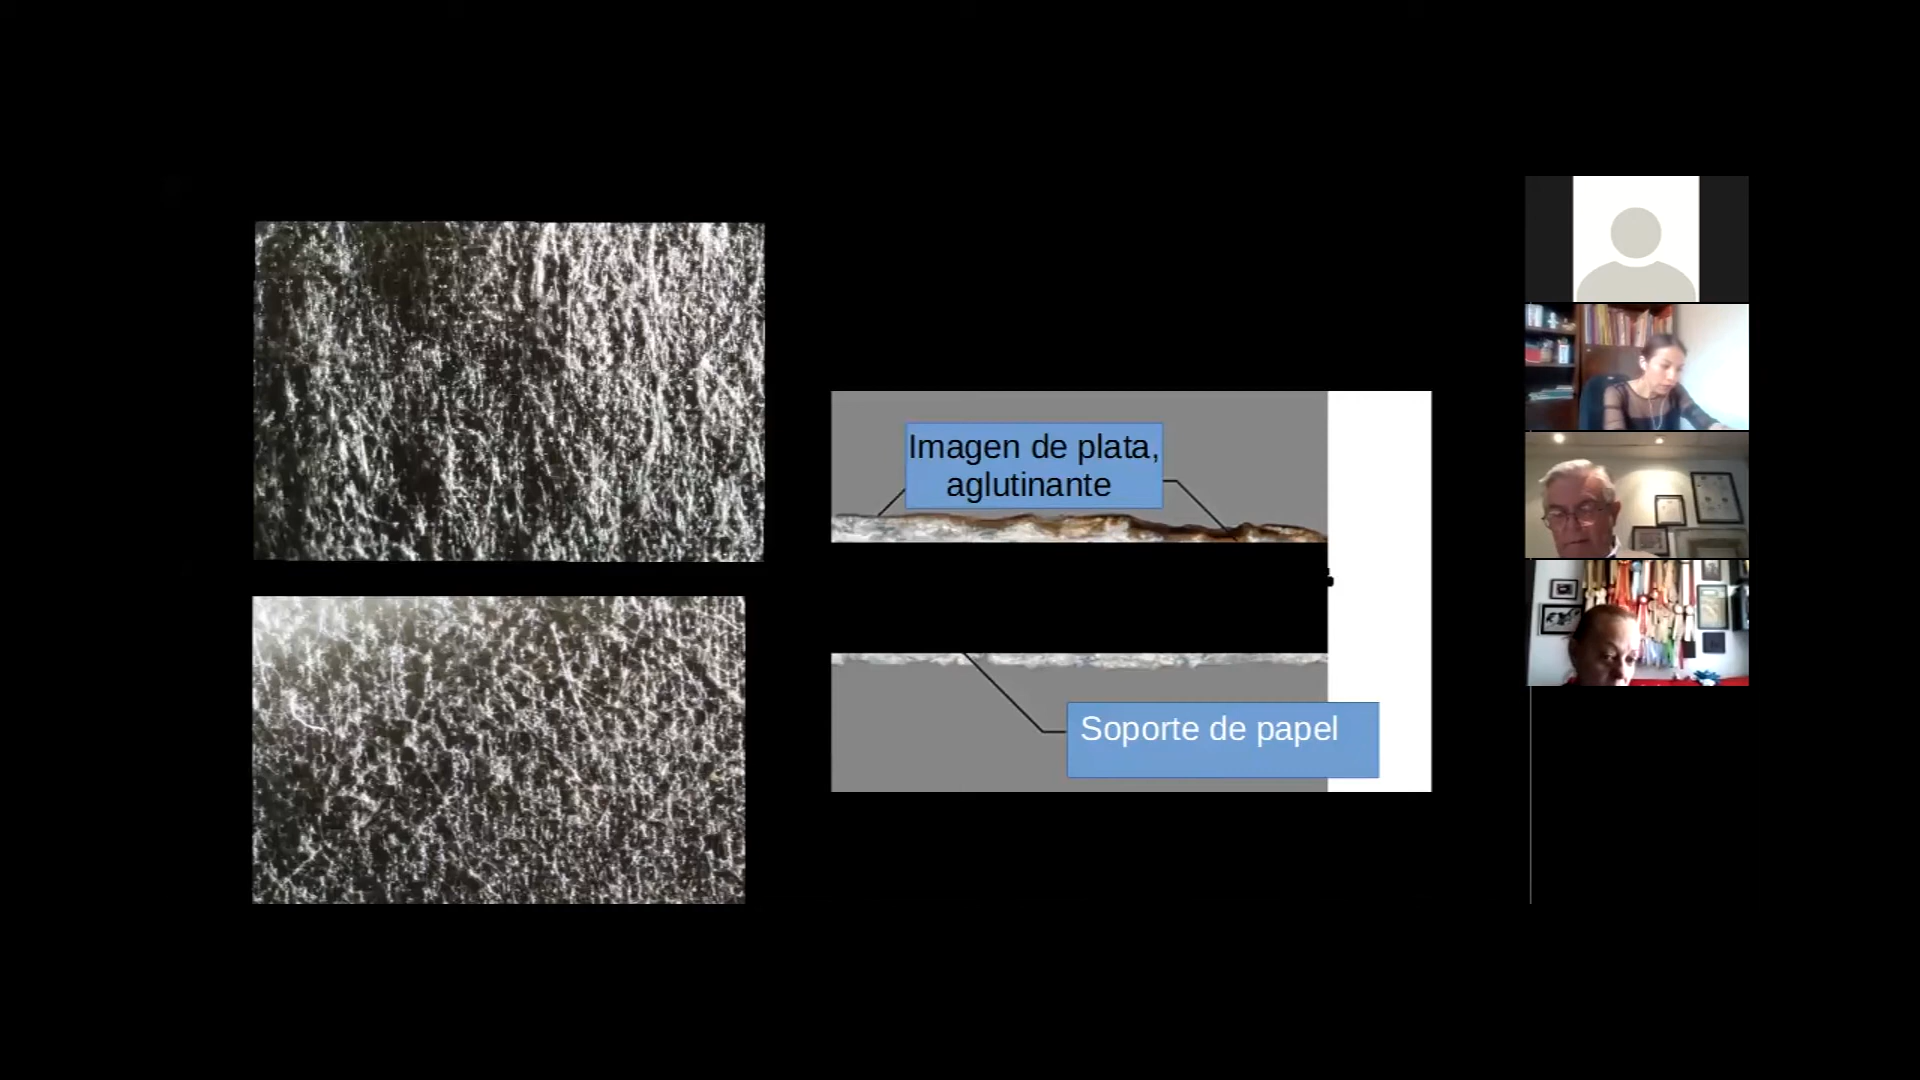 Imagen de plata,
aglutinante
Soporte de papel